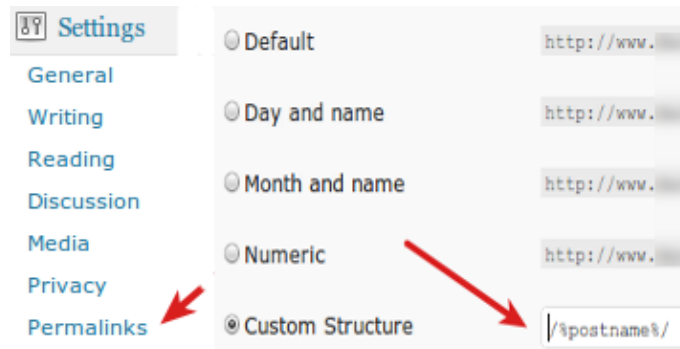 Settings
General
Writing
Reading
Discussion
Media
Privacy
Permalinks
Default http://www.
Day and name http://www.
Month and name http://www.
Numeric http://www.
Custom Structure /%postname%/